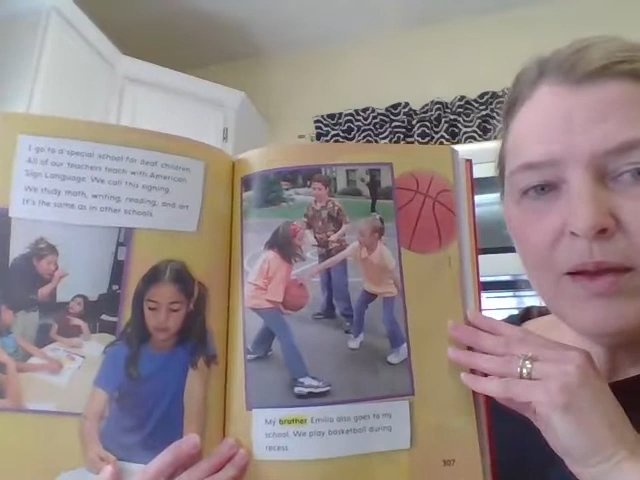 I go to a special school for deaf children.
All of our teachers teach with American
Sign Language. We call this signing.
We study math, writing, reading, and art.
It's the same as in other schools.
My brother Emilio also goes to my
school. We play basketball during
recess.
307